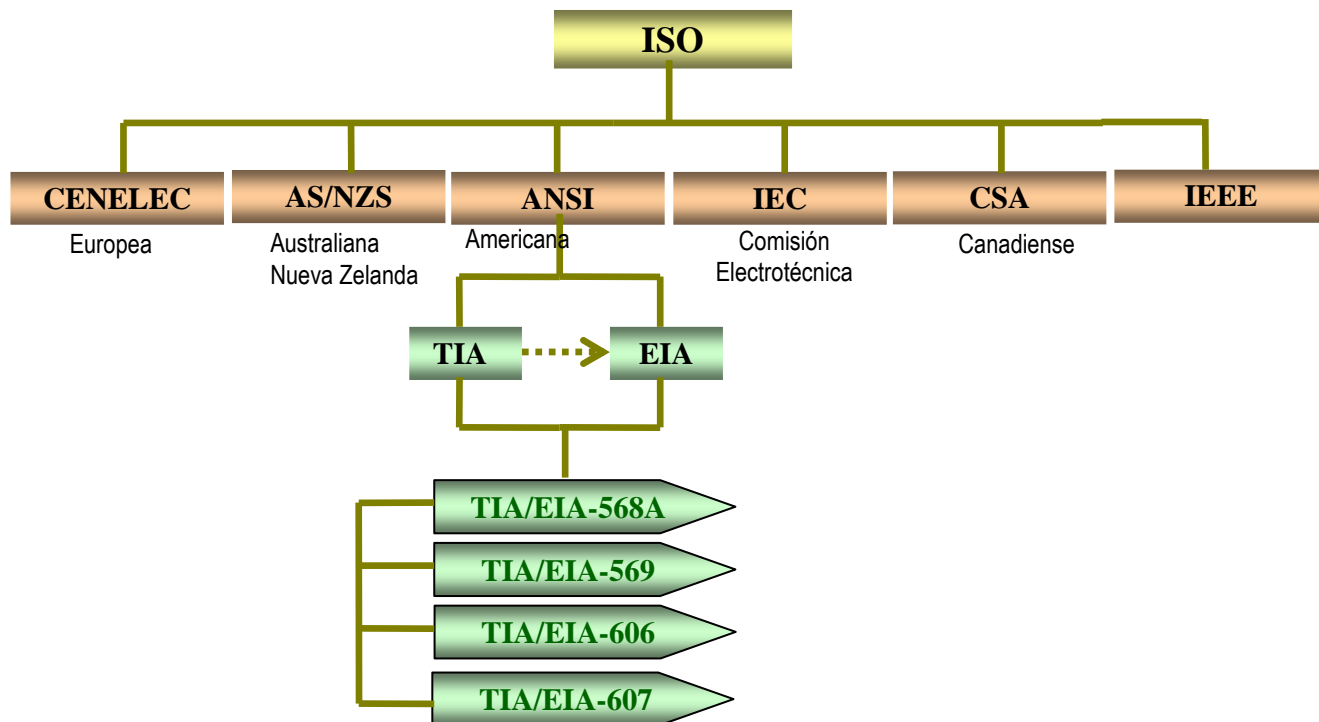 ISO
CENELEC
AS/NZS
ANSI
IEC
CSA
IEEE
Europea
Australiana
Nueva Zelanda
Americana
Comisión
Electrotécnica
Canadiense
TIA
EIA
TIA/EIA-568A
TIA/EIA-569
TIA/EIA-606
TIA/EIA-607